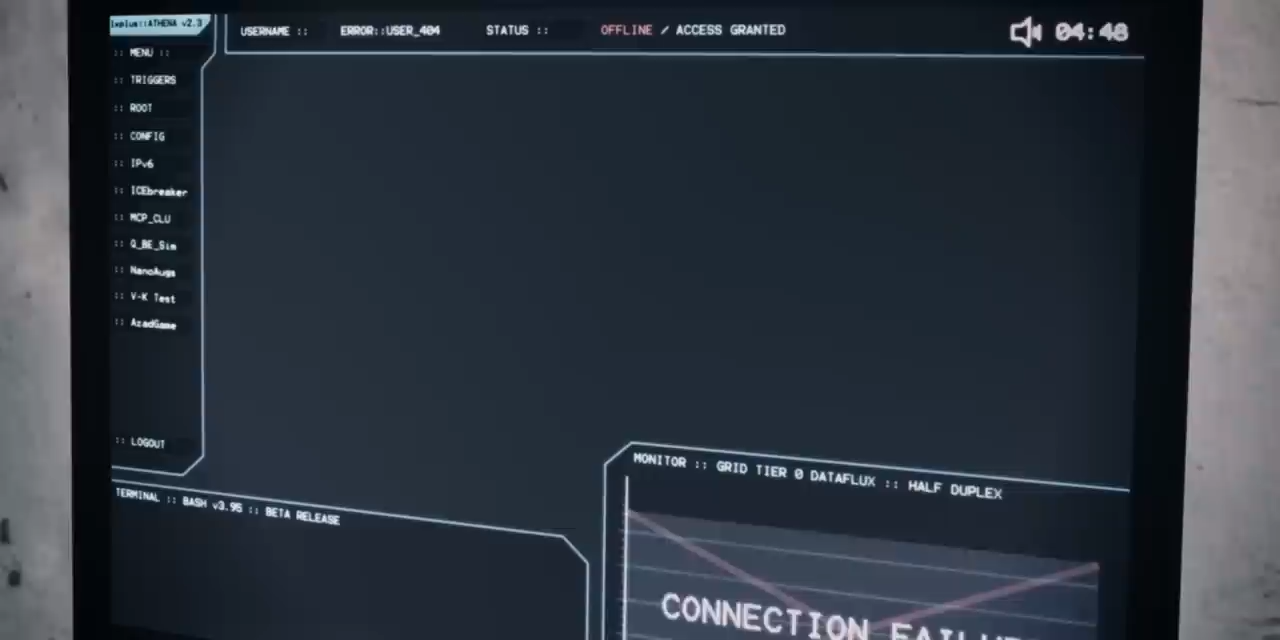 lxplus::ATHENA v2.3
USERNAME :: ERROR::USER_404 STATUS :: OFFLINE / ACCESS GRANTED
04:48
:: MENU ::
:: TRIGGERS
:: ROOT
:: CONFIG
:: IPv6
:: ICEbreaker
:: MCP_CLU
:: Q_BE_Sim
:: NanoAugs
:: V-K Test
:: AzadGame
:: LOGOUT
TERMINAL :: BASH v3.95 :: BETA RELEASE
MONITOR :: GRID TIER 0 DATAFLUX :: HALF DUPLEX
CONNECTION